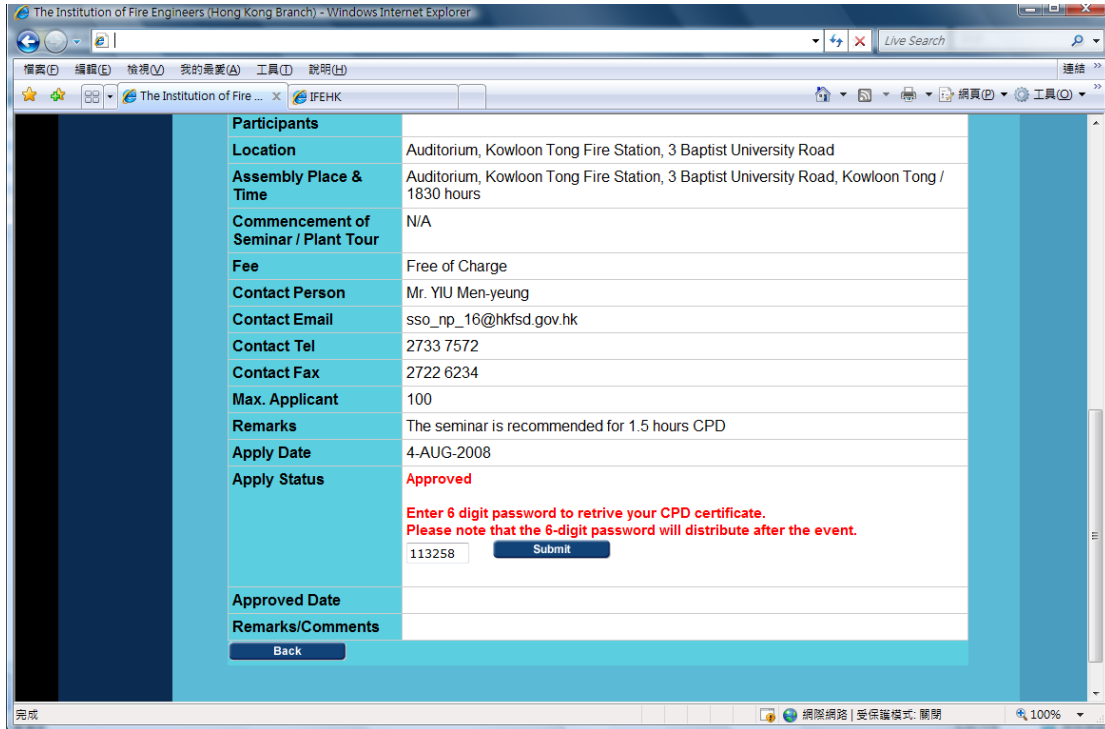 The Institution of Fire Engineers (Hong Kong Branch) - Windows Internet Explorer
Live Search
檔案(F) 編輯(E) 檢視(V) 我的最愛(A) 工具(T) 說明(H) 連結
The Institution of Fire ... IFEHK 網頁(P) 工具(O)
Participants
Location Auditorium, Kowloon Tong Fire Station, 3 Baptist University Road
Assembly Place & Auditorium, Kowloon Tong Fire Station, 3 Baptist University Road, Kowloon Tong /
Time 1830 hours
Commencement of N/A
Seminar / Plant Tour
Fee Free of Charge
Contact Person Mr. YIU Men-yeung
Contact Email sso_np_16@hkfsd.gov.hk
Contact Tel 2733 7572
Contact Fax 2722 6234
Max. Applicant 100
Remarks The seminar is recommended for 1.5 hours CPD
Apply Date 4-AUG-2008
Apply Status Approved
Enter 6 digit password to retrive your CPD certificate.
Please note that the 6-digit password will distribute after the event.
113258 Submit
Approved Date
Remarks/Comments
Back
完成 網際網路 | 受保護模式: 關閉 100%